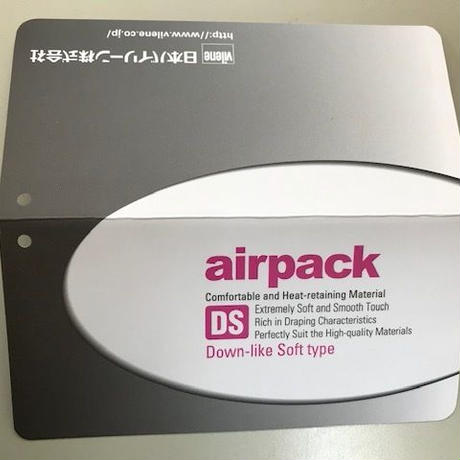 http://www.vilene.co.jp/
vilene 日本バイリーン株式会社
airpack
Comfortable and Heat-retaining Material
DS
Extremely Soft and Smooth Touch
Rich in Draping Characteristics
Perfectly Suit the High-quality Materials
Down-like Soft type